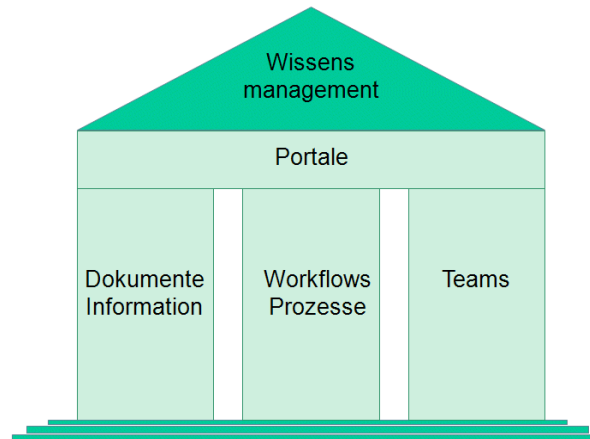 Wissens
management
Portale
Dokumente
Information
Workflows
Prozesse
Teams